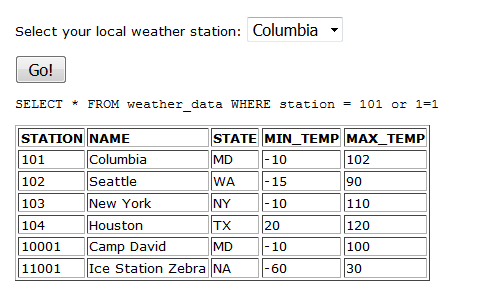 Select your local weather station: Columbia
Go!
SELECT * FROM weather_data WHERE station = 101 or 1=1
STATION NAME STATE MIN_TEMP MAX_TEMP
101 Columbia MD -10 102
102 Seattle WA -15 90
103 New York NY -10 110
104 Houston TX 20 120
10001 Camp David MD -10 100
11001 Ice Station Zebra NA -60 30